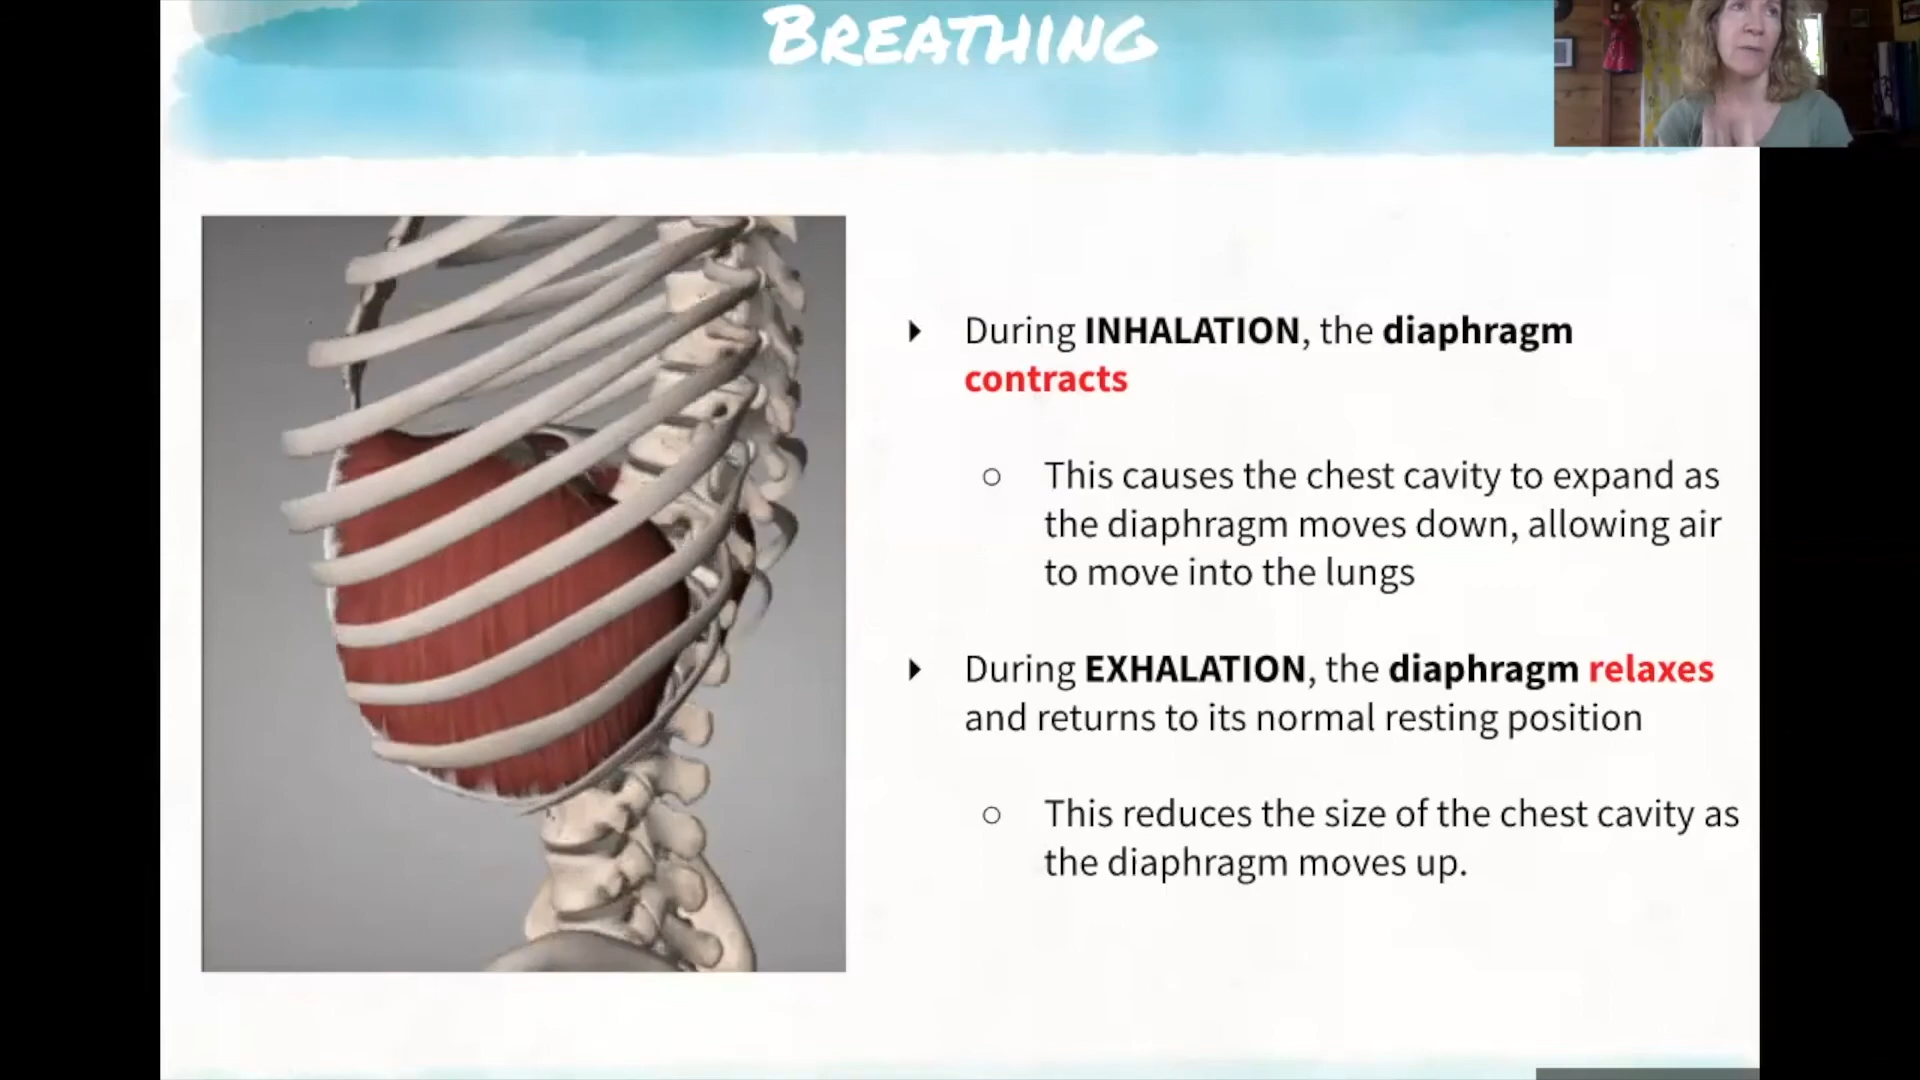 BREATHING
During INHALATION, the diaphragm
contracts
This causes the chest cavity to expand as
the diaphragm moves down, allowing air
to move into the lungs
During EXHALATION, the diaphragm relaxes
and returns to its normal resting position
This reduces the size of the chest cavity as
the diaphragm moves up.